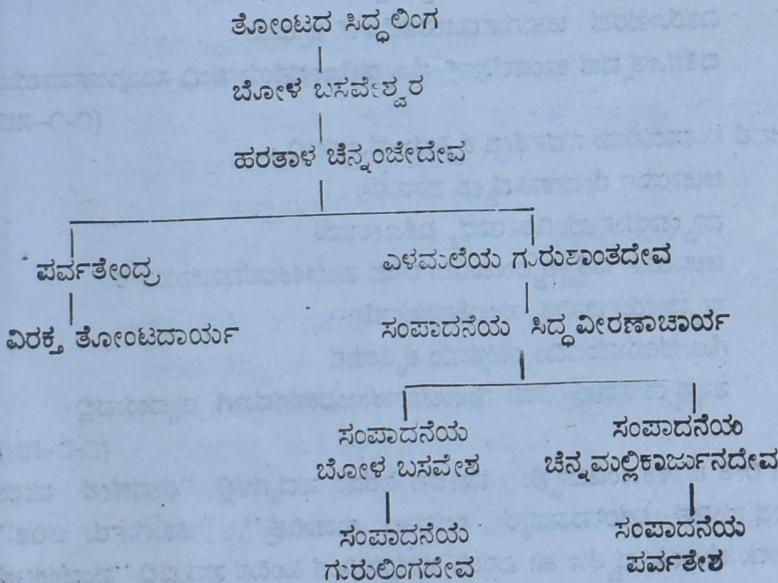 ತೋಂಟದ ಸಿದ್ಧಲಿಂಗ
ಬೋಳ ಬಸವೇಶ್ವರ
ಹರತಾಳ ಚೆನ್ನಂಜೇದೇವ
ಪರ್ವತೇಂದ್ರ
ಎಳಮಲೆಯ ಗುರುಶಾಂತದೇವ
ವಿರಕ್ತ ತೋಂಟದಾರ್ಯ
ಸಂಪಾದನೆಯ ಸಿದ್ಧವೀರಣಾಚಾರ್ಯ
ಸಂಪಾದನೆಯ
ಬೋಳ ಬಸವೇಶ
ಸಂಪಾದನೆಯ
ಚೆನ್ನಮಲ್ಲಿಕಾರ್ಜುನದೇವ
ಸಂಪಾದನೆಯ
ಗುರುಲಿಂಗದೇವ
ಸಂಪಾದನೆಯ
ಪರ್ವತೇಶ